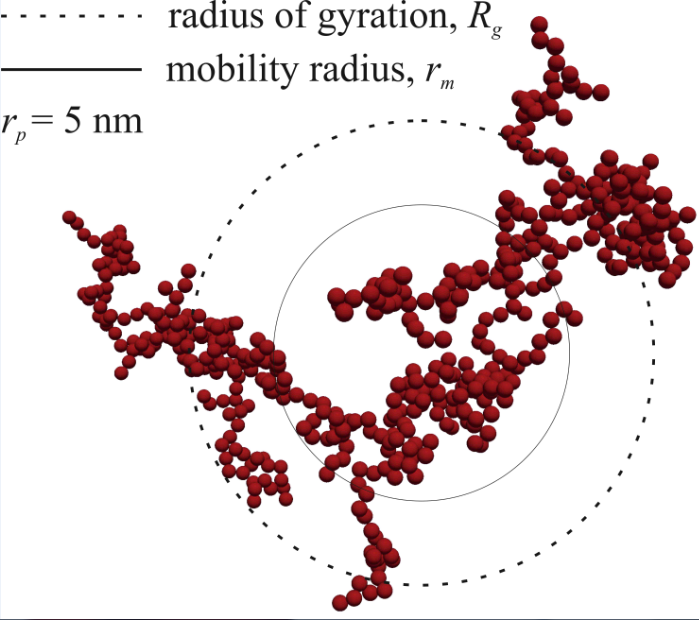 radius of gyration, Rg
mobility radius, rm
rp = 5 nm